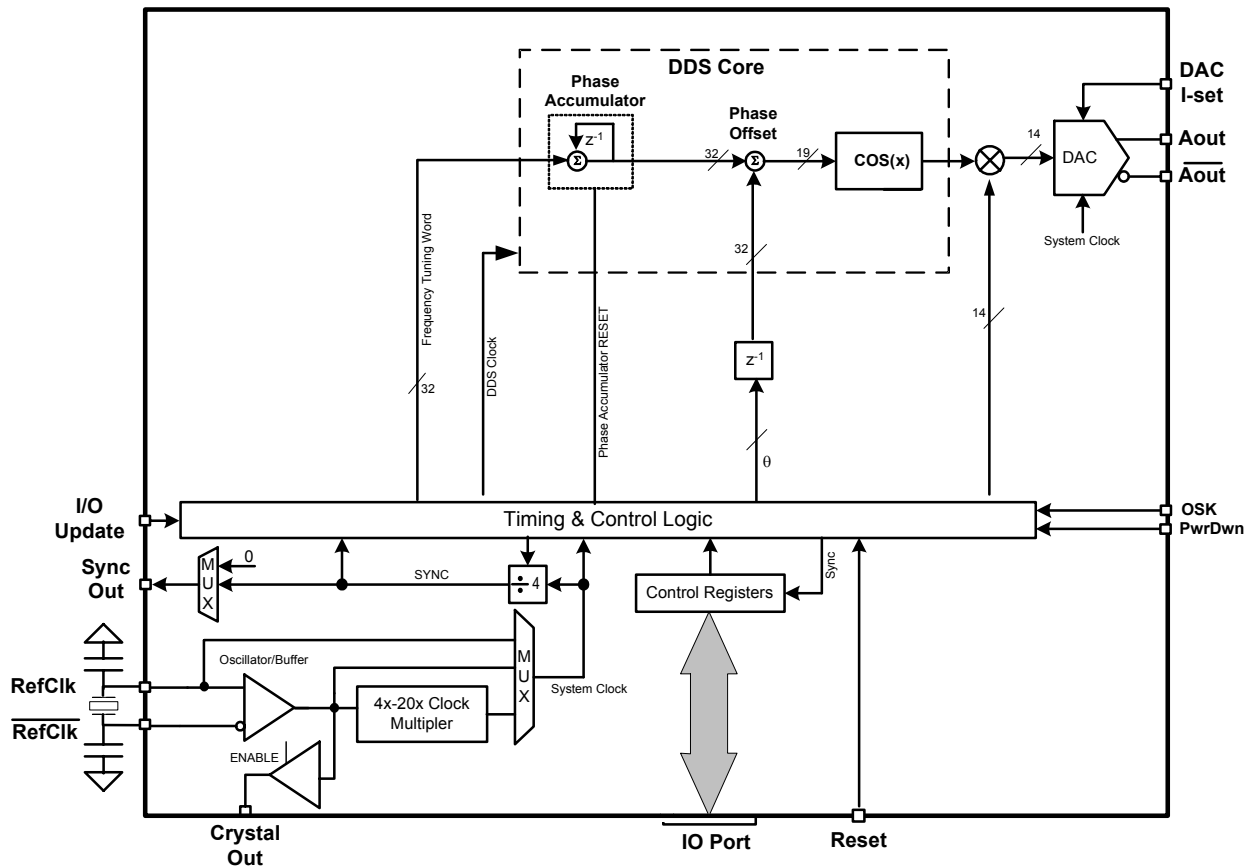 DDS Core
Phase
Accumulator
z-1
Σ
32
Phase
Offset
Σ
19
COS(x)
14
DAC
DAC
I-set
Aout
Aout
System Clock
Frequency Tuning Word
32
DDS Clock
Phase Accumulator RESET
32
z-1
θ
14
I/O
Update
Timing & Control Logic
OSK
PwrDwn
Sync
Out
MUX
0
SYNC
÷ 4
Control Registers
Sync
Oscillator/Buffer
RefClk
RefClk
4x-20x Clock
Multipler
MUX
System Clock
ENABLE
Crystal
Out
IO Port
Reset